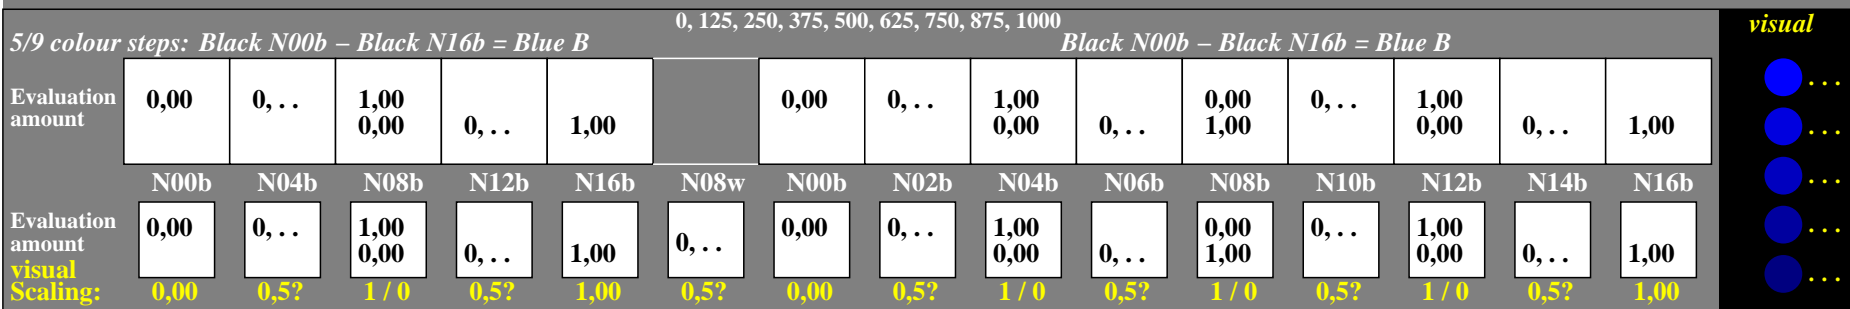 0, 125, 250, 375, 500, 625, 750, 875, 1000
visual
5/9 colour steps: Black N00b – Black N16b = Blue B
Black N00b – Black N16b = Blue B
Evaluation
amount
0,00 0, . . 1,00 0,00 0, . . 1,00 0,00 0, . . 1,00
0,00 0, . . 1,00 0,00 0, . . 1,00 0,00 0, . . 1,00
N00b N04b N08b N12b N16b N08w N00b N02b N04b N06b N08b N10b N12b N14b N16b
Evaluation
amount
0,00 0, . . 1,00 0,00 0, . . 1,00 0,00 0, . . 1,00
0,00 0, . . 1,00 0, . . 0,00 0, . . 1,00 0,00 0, . . 1,00
visual
Scaling: 0,00 0,5? 1 / 0 0,5? 1,00 0,5? 0,00 0,5? 1 / 0 0,5? 1 / 0 0,5? 1 / 0 0,5? 1,00
. . .
. . .
. . .
. . .
. . .